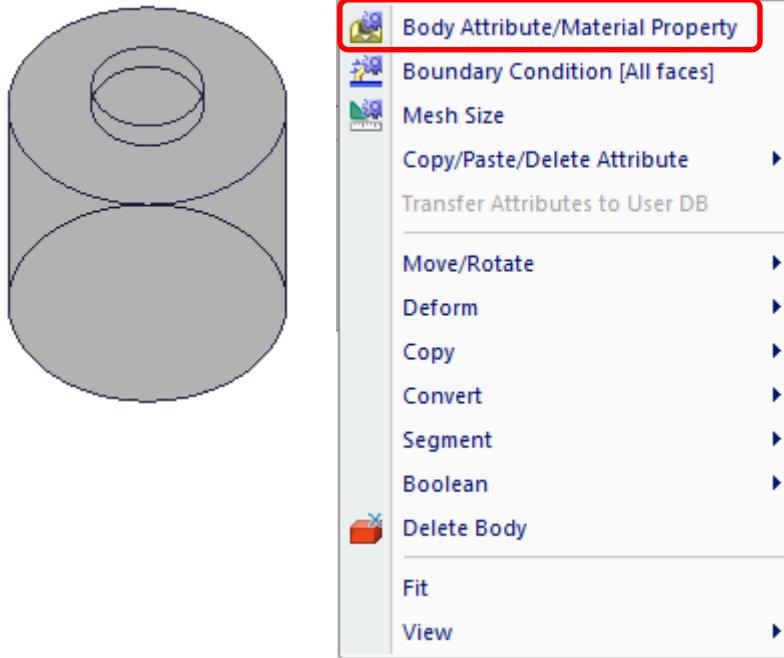 Body Attribute/Material Property
Boundary Condition [All faces]
Mesh Size
Copy/Paste/Delete Attribute
Transfer Attributes to User DB
Move/Rotate
Deform
Copy
Convert
Segment
Boolean
Delete Body
Fit
View